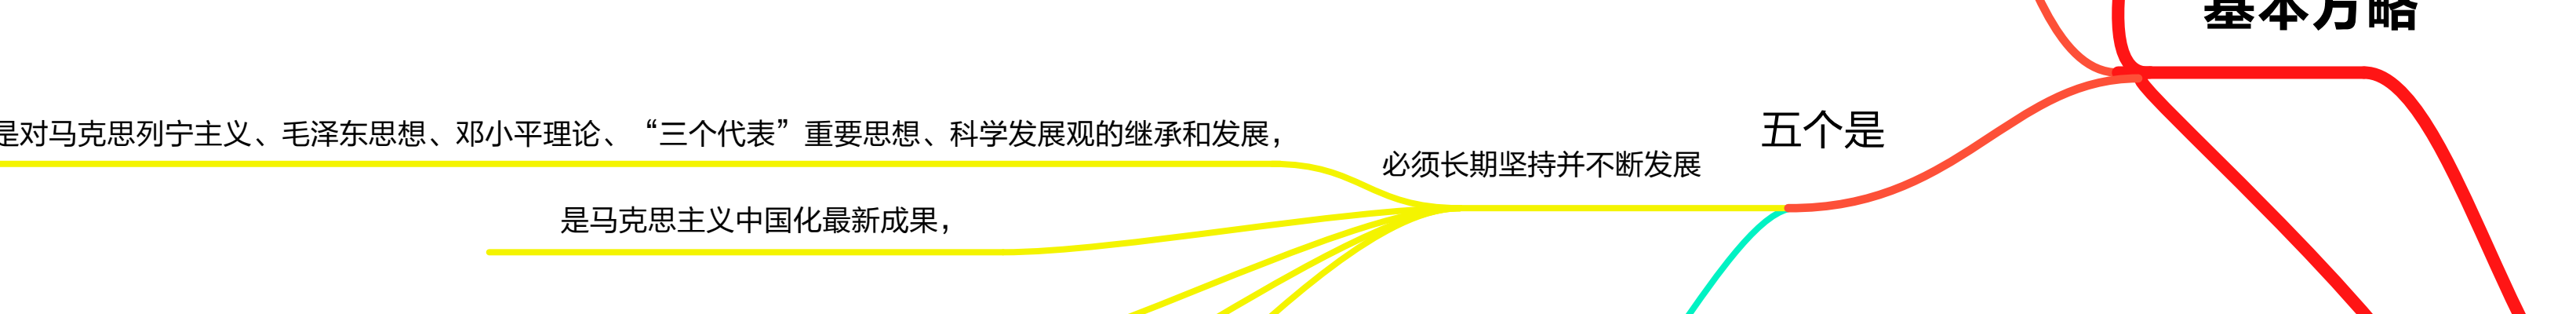 基本方略
五个是
必须长期坚持并不断发展
是对马克思列宁主义、毛泽东思想、邓小平理论、“三个代表”重要思想、科学发展观的继承和发展，
是马克思主义中国化最新成果，